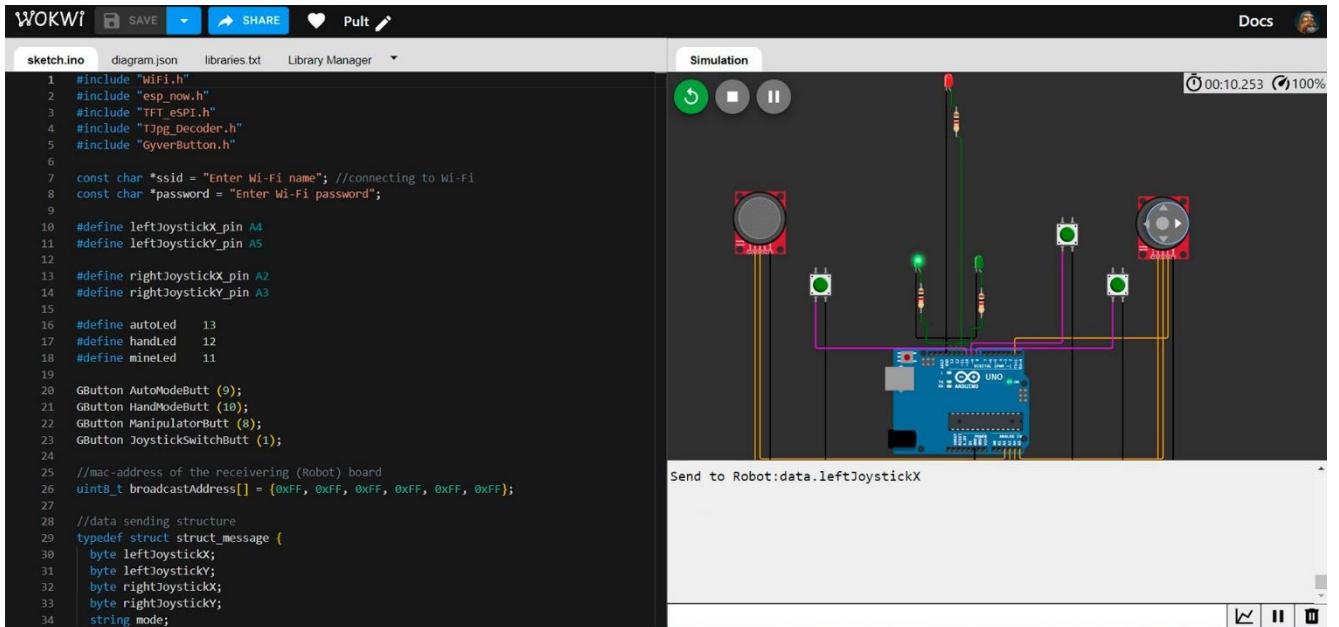 WOKWi SAVE SHARE Pult Docs
sketch.ino diagram.json libraries.txt Library Manager
Simulation
00:10.253 100%
1 #include "WiFi.h"
2 #include "esp_now.h"
3 #include "TFT_eSPI.h"
4 #include "TJpg_Decoder.h"
5 #include "GyverButton.h"
6
7 const char *ssid = "Enter Wi-Fi name"; //connecting to Wi-Fi
8 const char *password = "Enter Wi-Fi password";
9
10 #define leftJoystickX_pin A4
11 #define leftJoystickY_pin A5
12
13 #define rightJoystickX_pin A2
14 #define rightJoystickY_pin A3
15
16 #define autoLed 13
17 #define handLed 12
18 #define mineLed 11
19
20 GButton AutoModeButt (9);
21 GButton HandModeButt (10);
22 GButton ManipulatorButt (8);
23 GButton JoystickSwitchButt (1);
24
25 //mac-address of the receivering (Robot) board
26 uint8_t broadcastAddress[] = {0xFF, 0xFF, 0xFF, 0xFF, 0xFF, 0xFF};
27
28 //data sending structure
29 typedef struct struct_message {
30 byte leftJoystickX;
31 byte leftJoystickY;
32 byte rightJoystickX;
33 byte rightJoystickY;
34 string mode;
UNO
ARDUINO
Send to Robot:data.leftJoystickX